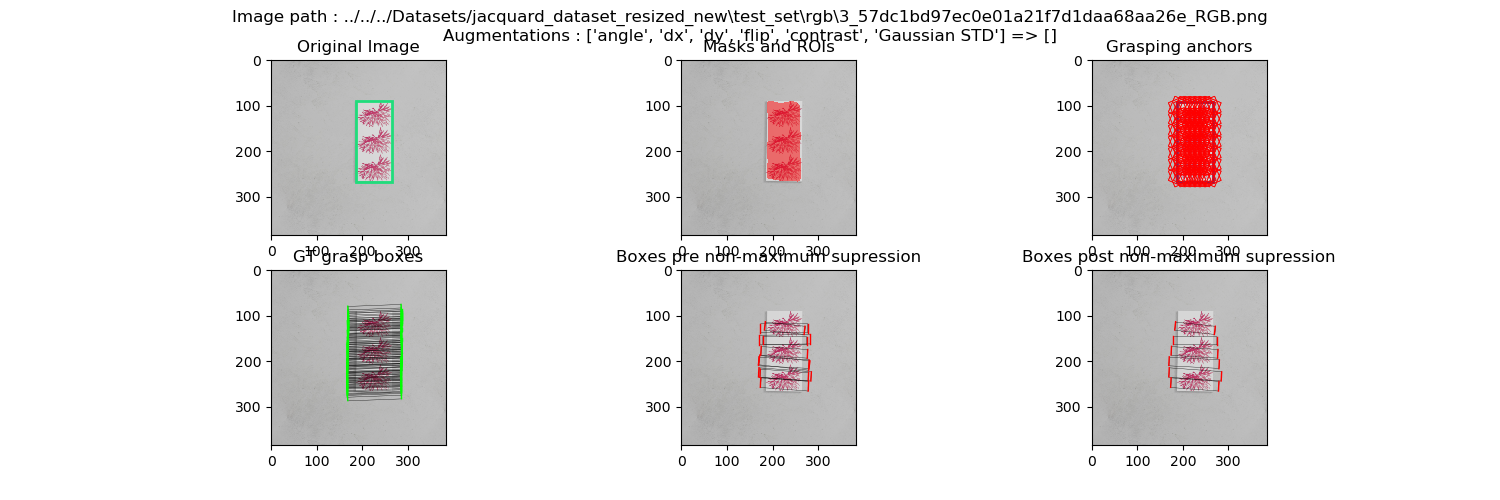 Image path : ../../../Datasets/jacquard_dataset_resized_new\test_set\rgb\3_57dc1bd97ec0e01a21f7d1daa68aa26e_RGB.png
Augmentations : ['angle', 'dx', 'dy', 'flip', 'contrast', 'Gaussian STD'] => []
Original Image
0
100
200
300
0 100 200 300
Masks and ROIs
0
100
200
300
0 100 200 300
Grasping anchors
0
100
200
300
0 100 200 300
GT grasp boxes
0
100
200
300
0 100 200 300
Boxes pre non-maximum supression
0
100
200
300
0 100 200 300
Boxes post non-maximum supression
0
100
200
300
0 100 200 300